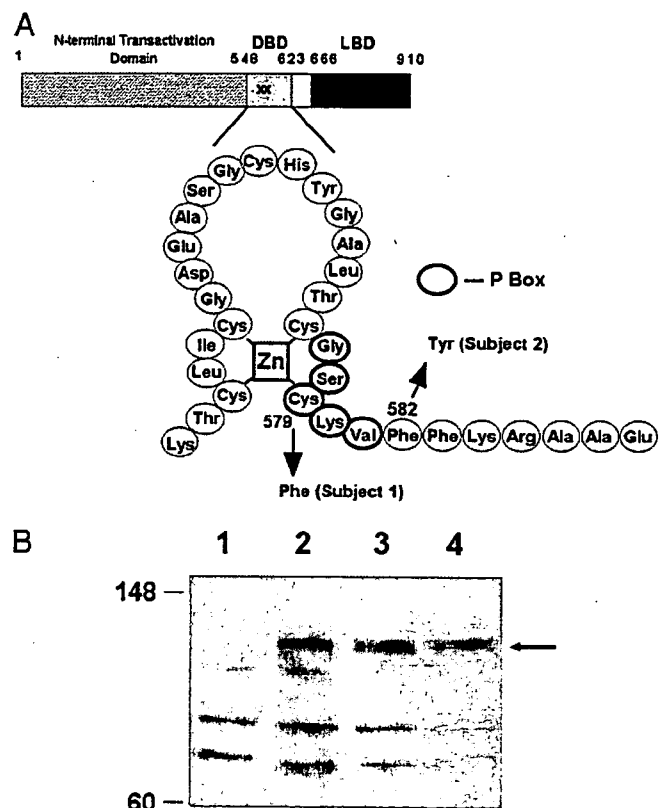 A
N-terminal Transactivation DBD LBD
1 Domain 548 623 666 910
xx
Gly Cys His
Ser Tyr
Ala Gly
Glu Ala
Asp Leu
Gly Thr
Cys Cys
Ile Zn Gly
Leu Ser
Cys Cys
Thr Lys
Lys Val Phe Phe Lys Arg Ala Ala Glu
P Box
Tyr (Subject 2)
579 582
Phe (Subject 1)
B 1 2 3 4
148
60